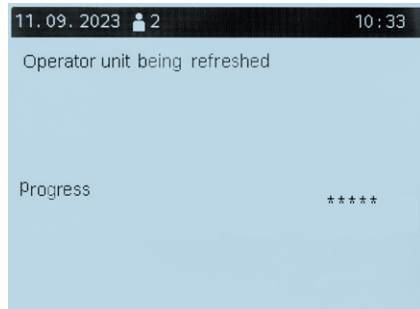 11.09.2023 2 10:33
Operator unit being refreshed
Progress
*****